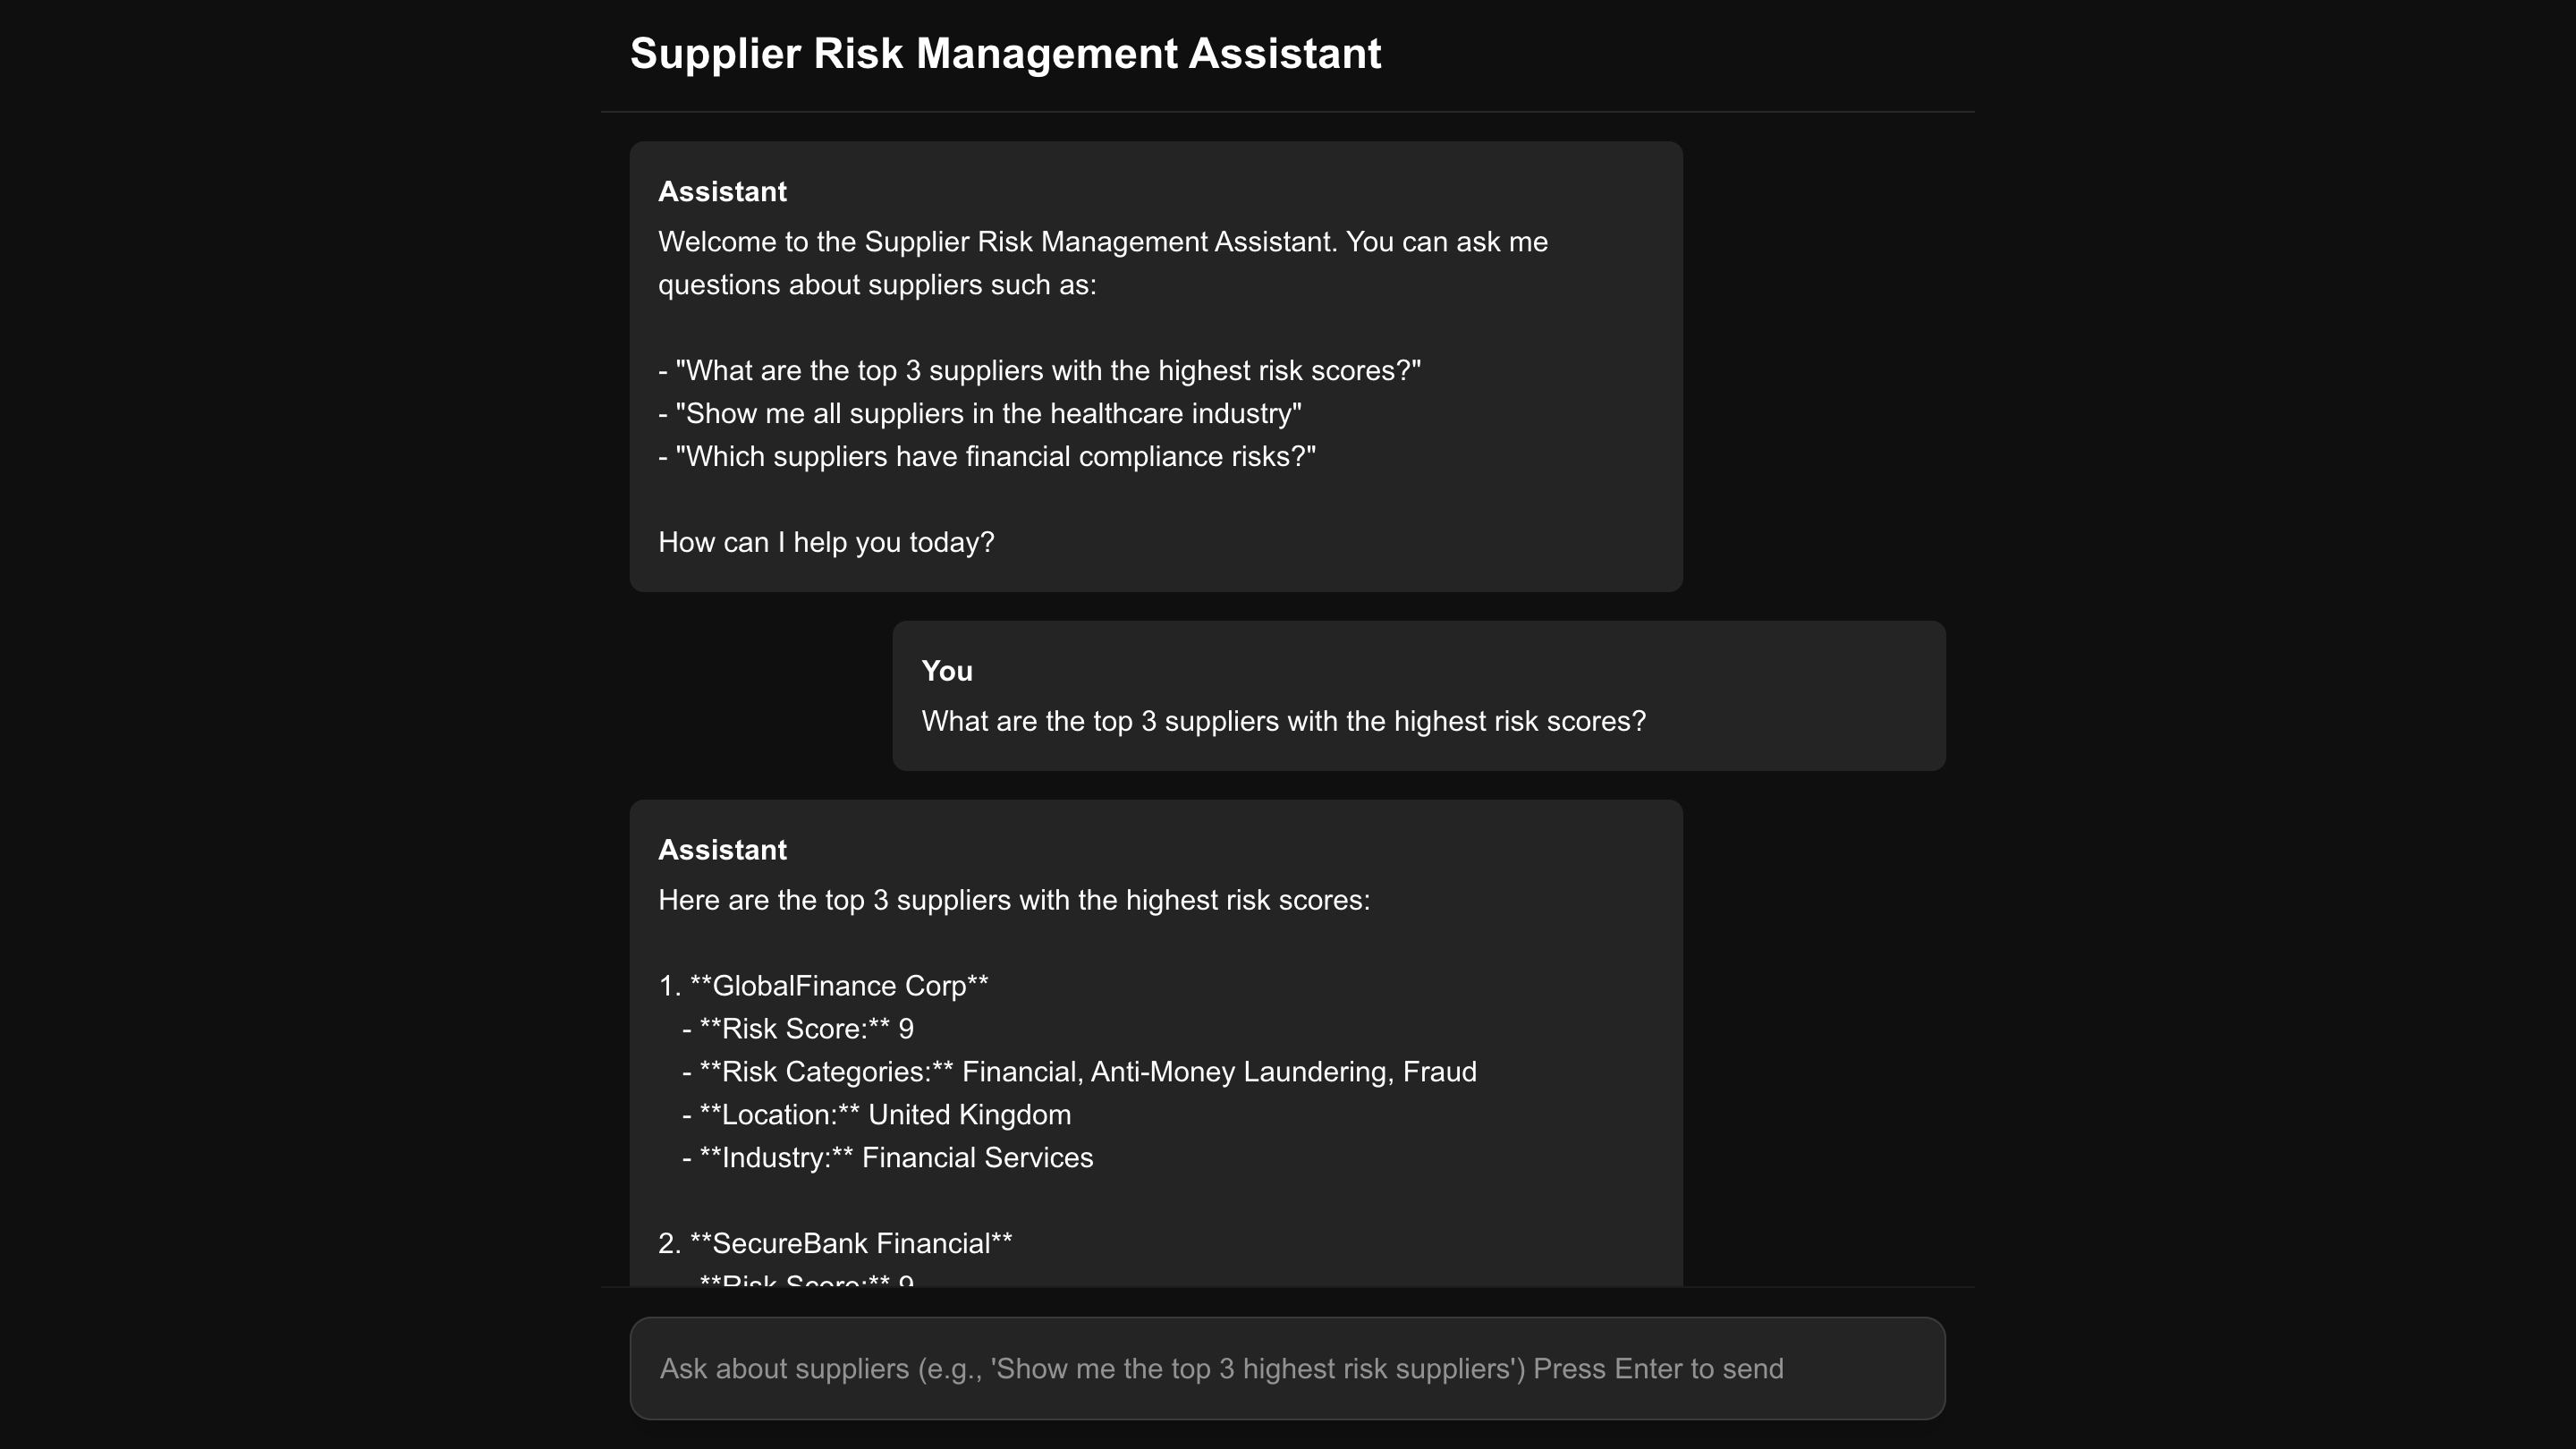 Supplier Risk Management Assistant
Assistant
Welcome to the Supplier Risk Management Assistant. You can ask me
questions about suppliers such as:
- "What are the top 3 suppliers with the highest risk scores?"
- "Show me all suppliers in the healthcare industry"
- "Which suppliers have financial compliance risks?"
How can I help you today?
You
What are the top 3 suppliers with the highest risk scores?
Assistant
Here are the top 3 suppliers with the highest risk scores:
1. **GlobalFinance Corp**
- **Risk Score:** 9
- **Risk Categories:** Financial, Anti-Money Laundering, Fraud
- **Location:** United Kingdom
- **Industry:** Financial Services
2. **SecureBank Financial**
**Risk Score:** 9
Ask about suppliers (e.g., 'Show me the top 3 highest risk suppliers') Press Enter to send